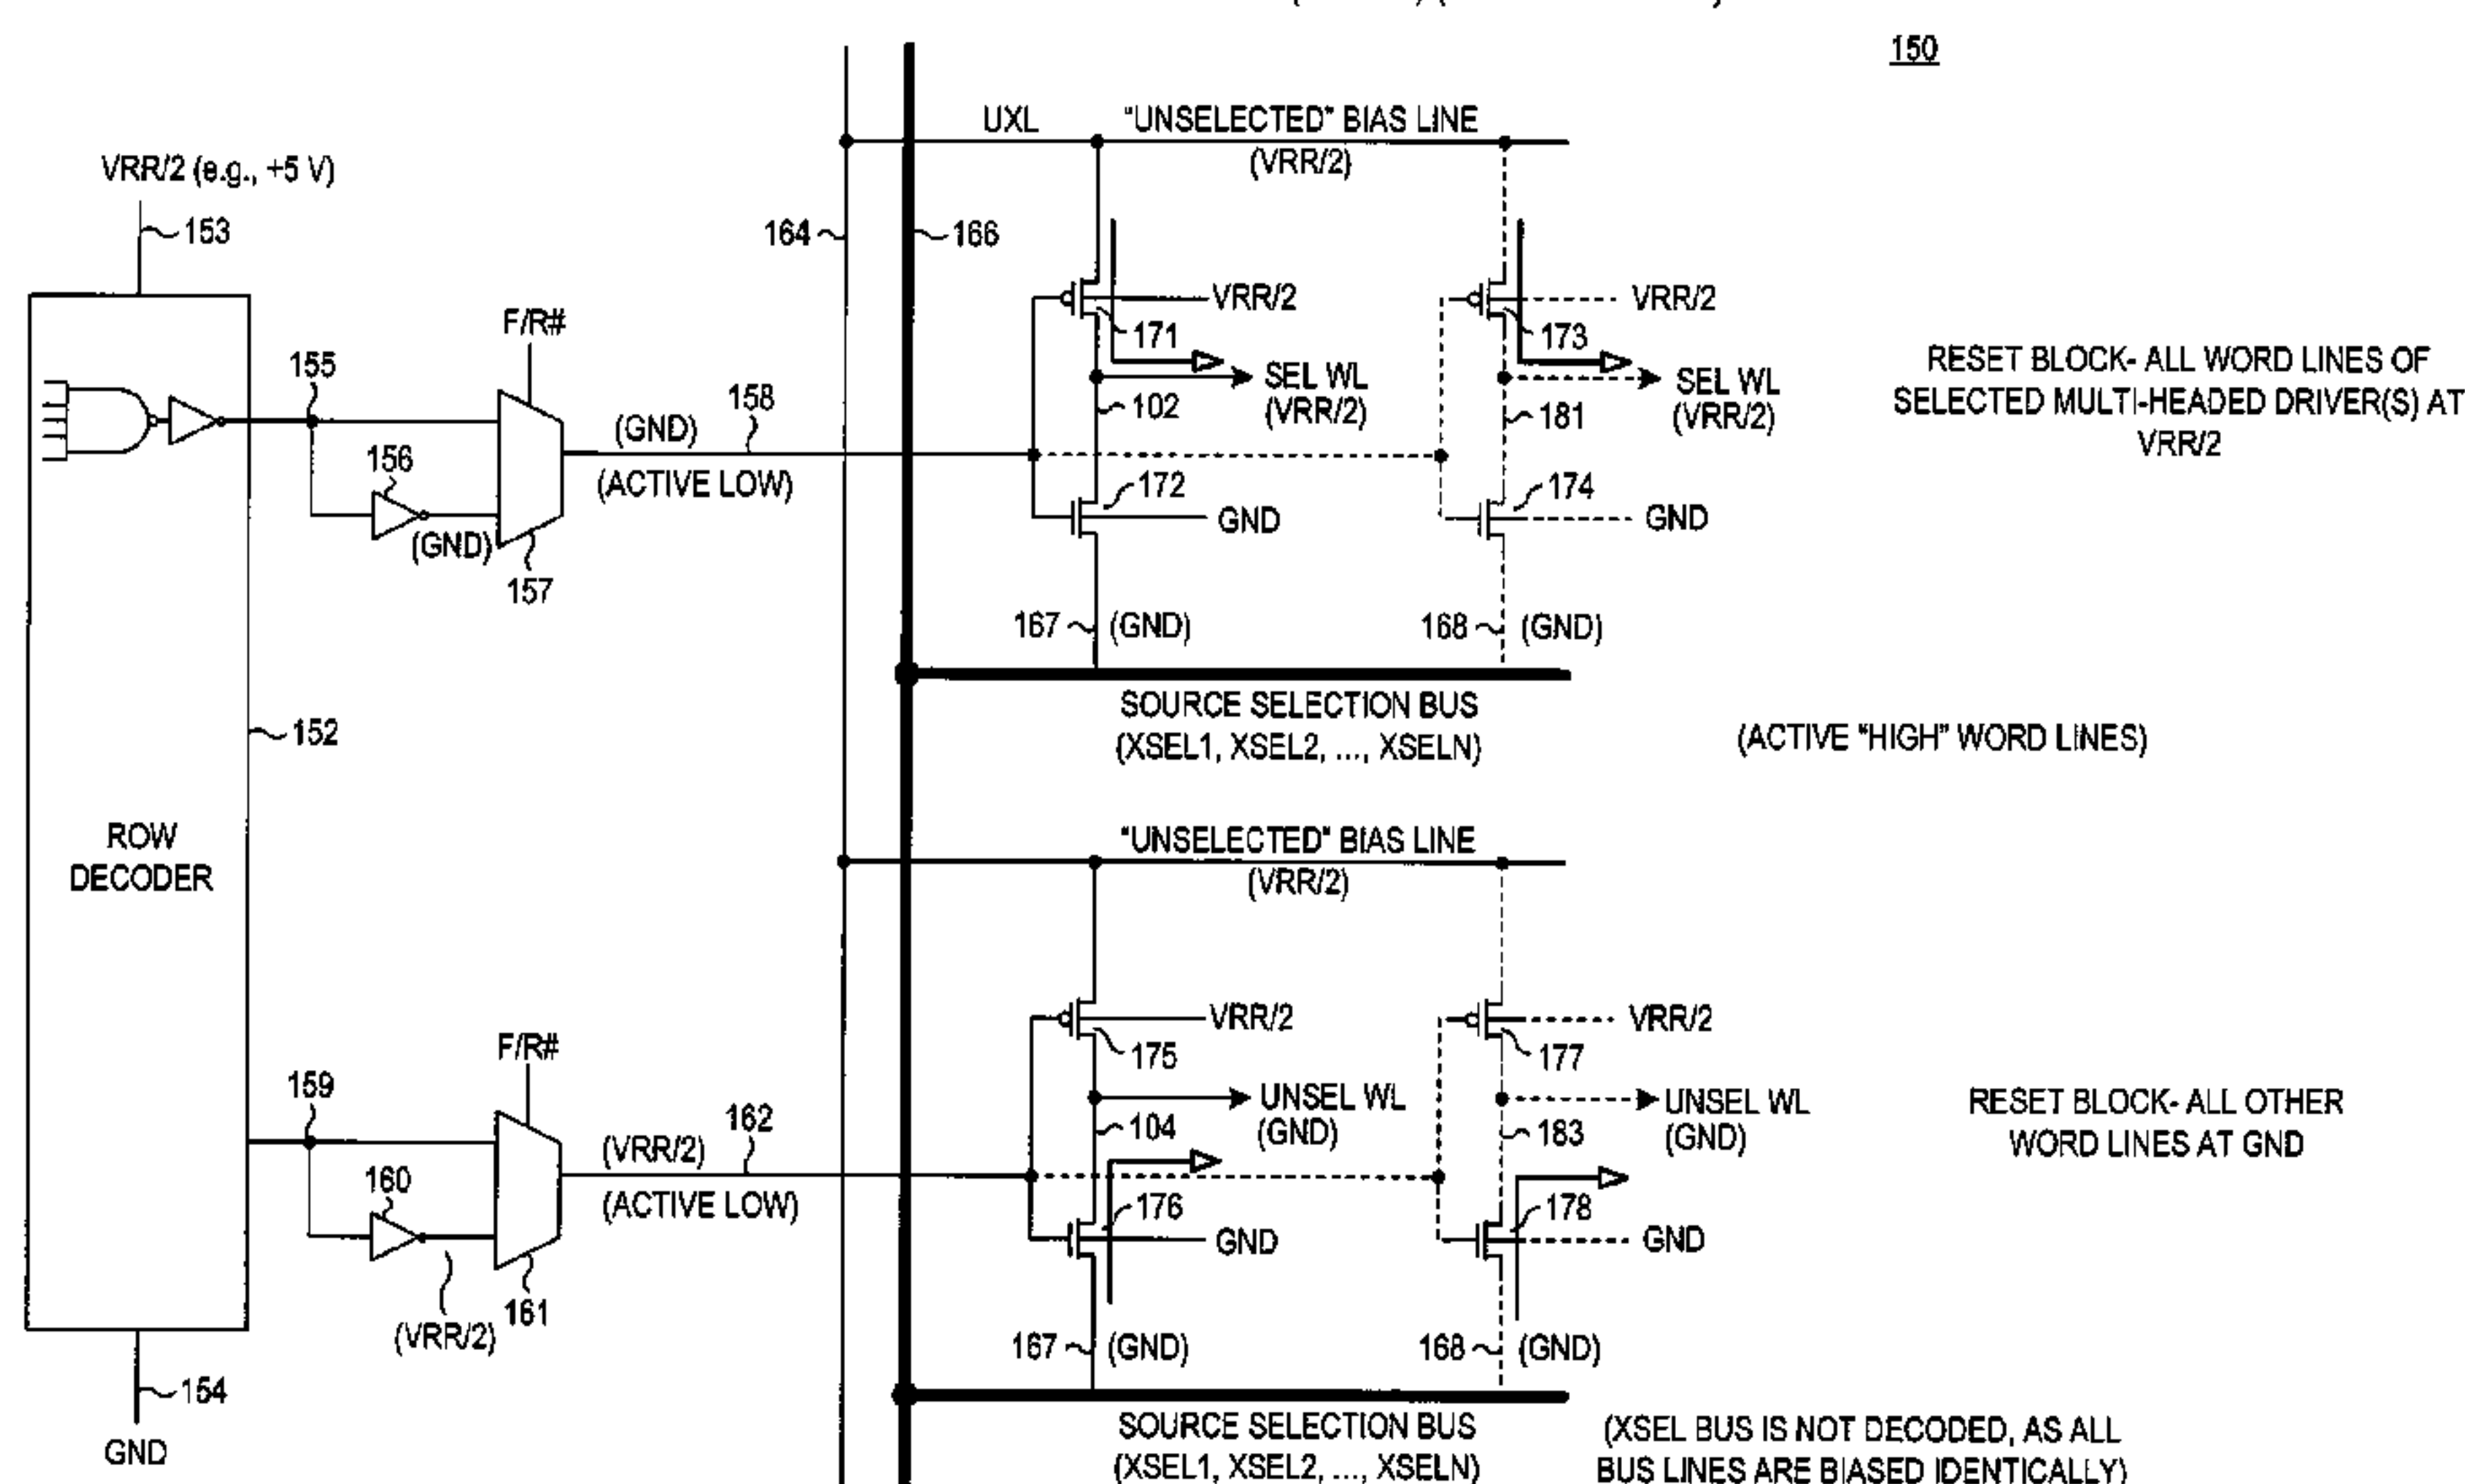 150
UXL
"UNSELECTED" BIAS LINE
(VRR/2)
VRR/2 (e.g., +5 V)
153
164
166
VRR/2
171
VRR/2
173
F/R#
155
SEL WL
(VRR/2)
102
SEL WL
(VRR/2)
181
RESET BLOCK- ALL WORD LINES OF
SELECTED MULTI-HEADED DRIVER(S) AT
VRR/2
(GND)
158
(ACTIVE LOW)
156
(GND)
157
172
GND
174
GND
167
(GND)
168
(GND)
152
SOURCE SELECTION BUS
(XSEL1, XSEL2, ..., XSELN)
(ACTIVE "HIGH" WORD LINES)
ROW
DECODER
"UNSELECTED" BIAS LINE
(VRR/2)
VRR/2
175
VRR/2
177
F/R#
159
UNSEL WL
(GND)
104
UNSEL WL
(GND)
183
RESET BLOCK- ALL OTHER
WORD LINES AT GND
(VRR/2)
162
(ACTIVE LOW)
160
161
(VRR/2)
176
GND
178
GND
167
(GND)
168
(GND)
154
GND
SOURCE SELECTION BUS
(XSEL1, XSEL2, ..., XSELN)
(XSEL BUS IS NOT DECODED, AS ALL
BUS LINES ARE BIASED IDENTICALLY)